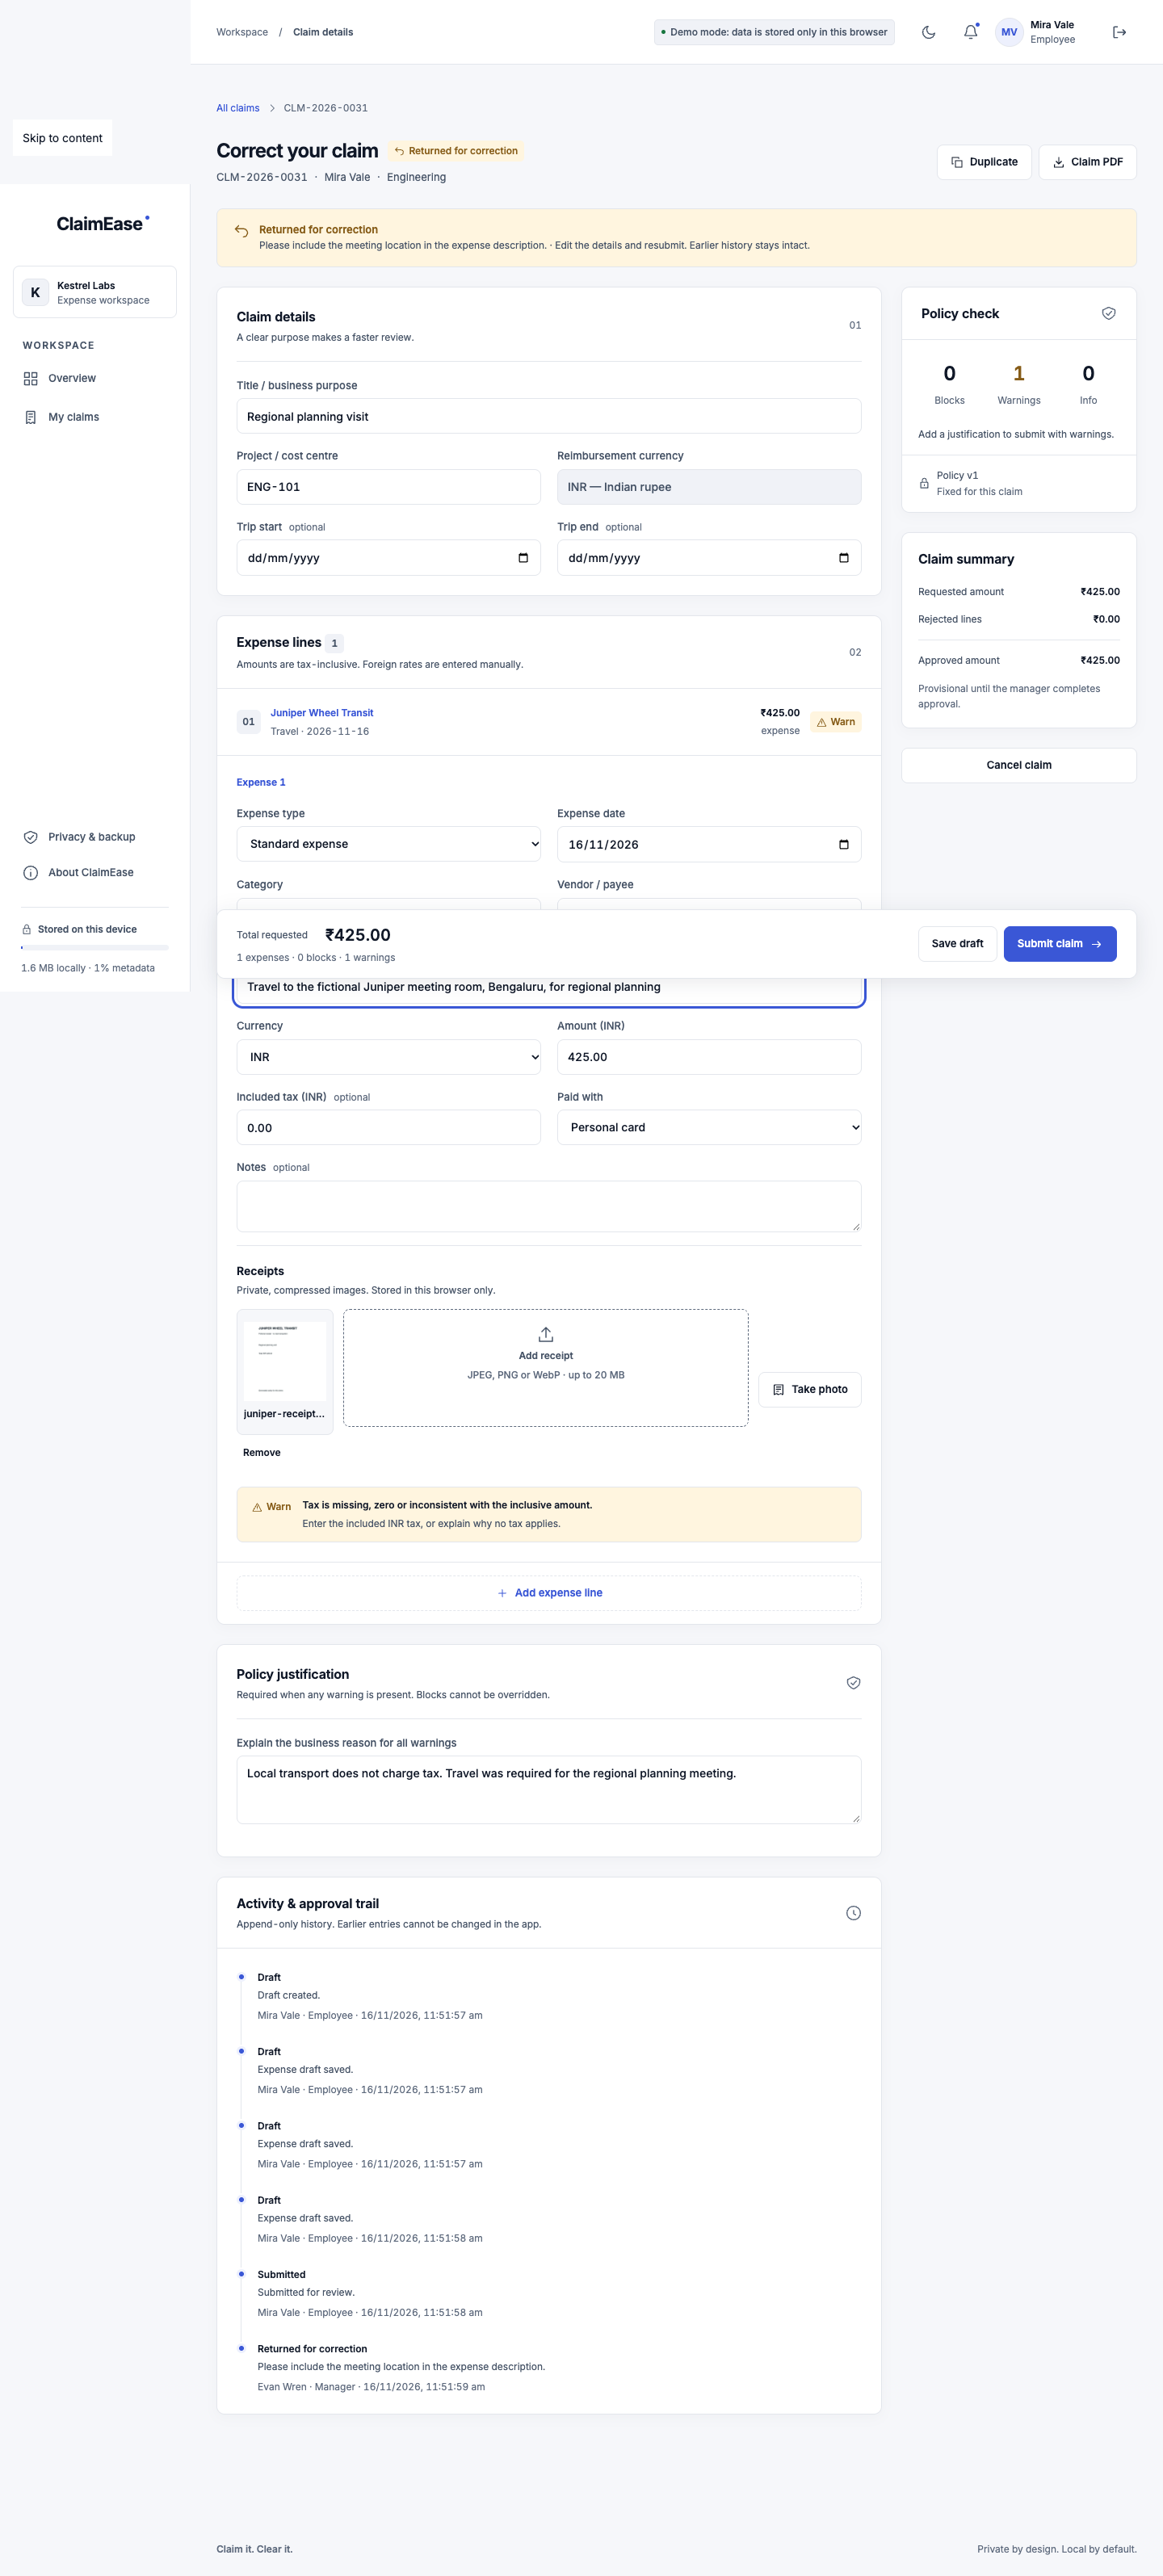 Workspace / Claim details
Demo mode: data is stored only in this browser
MV
Mira Vale
Employee
Skip to content
ClaimEase
K
Kestrel Labs
Expense workspace
WORKSPACE
Overview
My claims
Privacy & backup
About ClaimEase
Stored on this device
1.6 MB locally · 1% metadata
All claims > CLM-2026-0031
Correct your claim
Returned for correction
CLM-2026-0031 · Mira Vale · Engineering
Duplicate
Claim PDF
Returned for correction
Please include the meeting location in the expense description. · Edit the details and resubmit. Earlier history stays intact.
Claim details
A clear purpose makes a faster review.
01
Title / business purpose
Regional planning visit
Project / cost centre
Reimbursement currency
ENG-101
INR — Indian rupee
Trip start optional
Trip end optional
dd/mm/yyyy
dd/mm/yyyy
Policy check
0
1
0
Blocks
Warnings
Info
Add a justification to submit with warnings.
Policy v1
Fixed for this claim
Claim summary
Requested amount ₹425.00
Rejected lines ₹0.00
Approved amount ₹425.00
Provisional until the manager completes
approval.
Cancel claim
Expense lines 1
Amounts are tax-inclusive. Foreign rates are entered manually.
02
01
Juniper Wheel Transit
Travel · 2026-11-16
₹425.00
expense
Warn
Expense 1
Expense type
Expense date
Standard expense
16/11/2026
Category
Vendor / payee
Total requested ₹425.00
1 expenses · 0 blocks · 1 warnings
Save draft
Submit claim
Travel to the fictional Juniper meeting room, Bengaluru, for regional planning
Currency
Amount (INR)
INR
425.00
Included tax (INR) optional
Paid with
0.00
Personal card
Notes optional
Receipts
Private, compressed images. Stored in this browser only.
JUNIPER WHEEL TRANSIT
juniper-receipt...
Remove
Add receipt
JPEG, PNG or WebP · up to 20 MB
Take photo
Warn
Tax is missing, zero or inconsistent with the inclusive amount.
Enter the included INR tax, or explain why no tax applies.
Add expense line
Policy justification
Required when any warning is present. Blocks cannot be overridden.
Explain the business reason for all warnings
Local transport does not charge tax. Travel was required for the regional planning meeting.
Activity & approval trail
Append-only history. Earlier entries cannot be changed in the app.
Draft
Draft created.
Mira Vale · Employee · 16/11/2026, 11:51:57 am
Draft
Expense draft saved.
Mira Vale · Employee · 16/11/2026, 11:51:57 am
Draft
Expense draft saved.
Mira Vale · Employee · 16/11/2026, 11:51:57 am
Draft
Expense draft saved.
Mira Vale · Employee · 16/11/2026, 11:51:58 am
Submitted
Submitted for review.
Mira Vale · Employee · 16/11/2026, 11:51:58 am
Returned for correction
Please include the meeting location in the expense description.
Evan Wren · Manager · 16/11/2026, 11:51:59 am
Claim it. Clear it.
Private by design. Local by default.